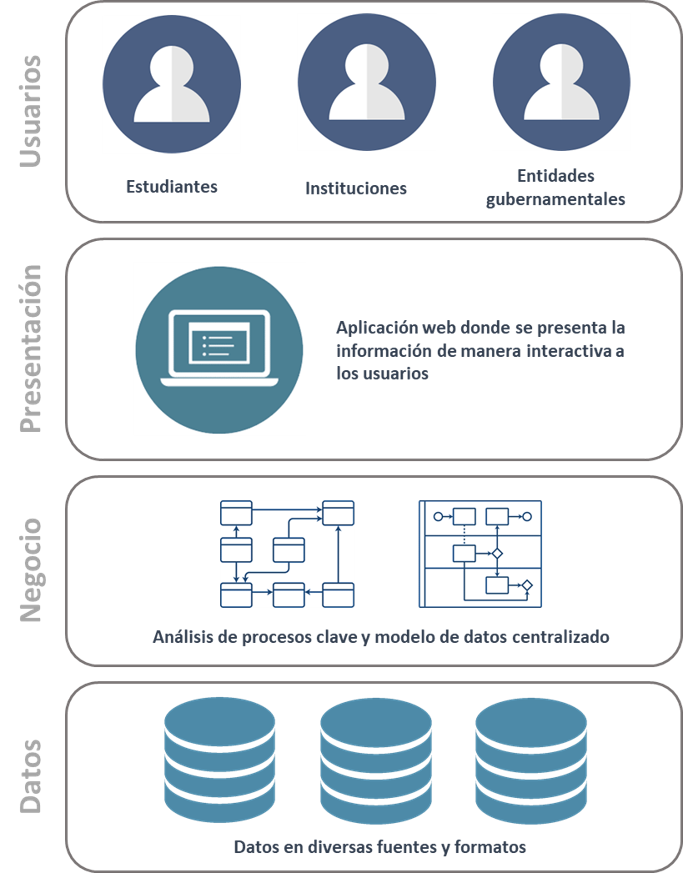 Usuarios
Estudiantes
Instituciones
Entidades
gubernamentales
Presentación
Aplicación web donde se presenta la
información de manera interactiva a
los usuarios
Negocio
Análisis de procesos clave y modelo de datos centralizado
Datos
Datos en diversas fuentes y formatos